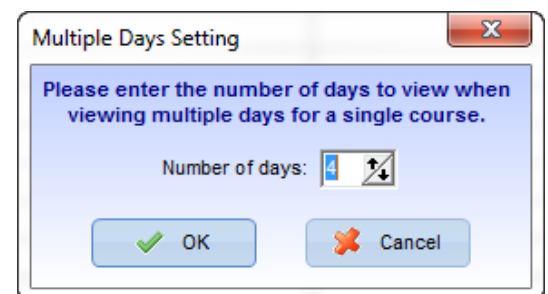 Multiple Days Setting
Please enter the number of days to view when
viewing multiple days for a single course.
Number of days: 4
OK Cancel